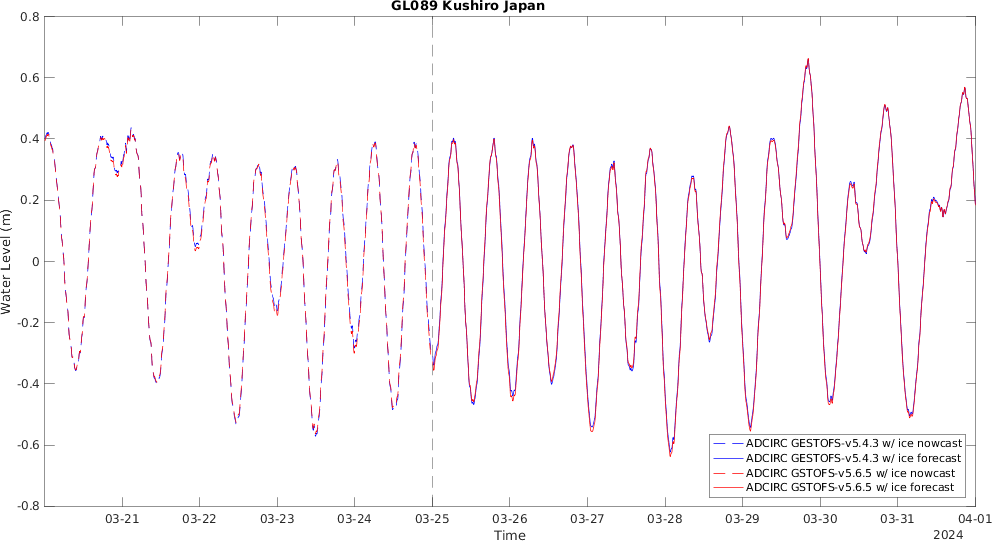 GL089 Kushiro Japan
Water Level (m)
0.8
0.6
0.4
0.2
0
-0.2
-0.4
-0.6
-0.8
ADCIRC GESTOFS-v5.4.3 w/ ice nowcast
ADCIRC GESTOFS-v5.4.3 w/ ice forecast
ADCIRC GSTOFS-v5.6.5 w/ ice nowcast
ADCIRC GSTOFS-v5.6.5 w/ ice forecast
03-21 03-22 03-23 03-24 03-25 03-26 03-27 03-28 03-29 03-30 03-31 04-01
Time
2024